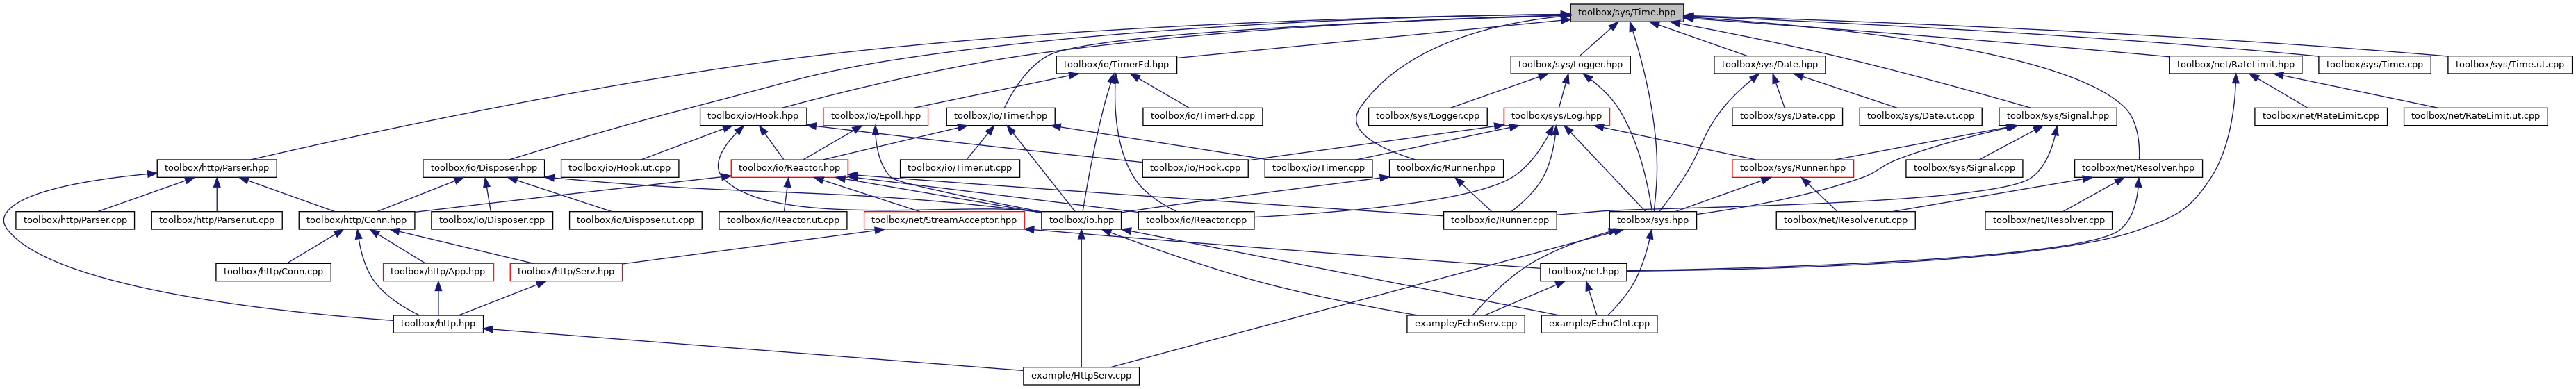 toolbox/sys/Time.hpp
toolbox/io/TimerFd.hpp
toolbox/sys/Logger.hpp
toolbox/sys/Date.hpp
toolbox/net/RateLimit.hpp
toolbox/sys/Time.cpp
toolbox/sys/Time.ut.cpp
toolbox/io/Hook.hpp
toolbox/io/Epoll.hpp
toolbox/io/Timer.hpp
toolbox/io/TimerFd.cpp
toolbox/sys/Logger.cpp
toolbox/sys/Log.hpp
toolbox/sys/Date.cpp
toolbox/sys/Date.ut.cpp
toolbox/sys/Signal.hpp
toolbox/net/RateLimit.cpp
toolbox/net/RateLimit.ut.cpp
toolbox/http/Parser.hpp
toolbox/io/Disposer.hpp
toolbox/io/Hook.ut.cpp
toolbox/io/Reactor.hpp
toolbox/io/Timer.ut.cpp
toolbox/io/Hook.cpp
toolbox/io/Timer.cpp
toolbox/io/Runner.hpp
toolbox/sys/Runner.hpp
toolbox/sys/Signal.cpp
toolbox/net/Resolver.hpp
toolbox/http/Parser.cpp
toolbox/http/Parser.ut.cpp
toolbox/http/Conn.hpp
toolbox/io/Disposer.cpp
toolbox/io/Disposer.ut.cpp
toolbox/io/Reactor.ut.cpp
toolbox/net/StreamAcceptor.hpp
toolbox/io.hpp
toolbox/io/Reactor.cpp
toolbox/io/Runner.cpp
toolbox/sys.hpp
toolbox/net/Resolver.ut.cpp
toolbox/net/Resolver.cpp
toolbox/http/Conn.cpp
toolbox/http/App.hpp
toolbox/http/Serv.hpp
toolbox/net.hpp
toolbox/http.hpp
example/EchoServ.cpp
example/EchoClnt.cpp
example/HttpServ.cpp